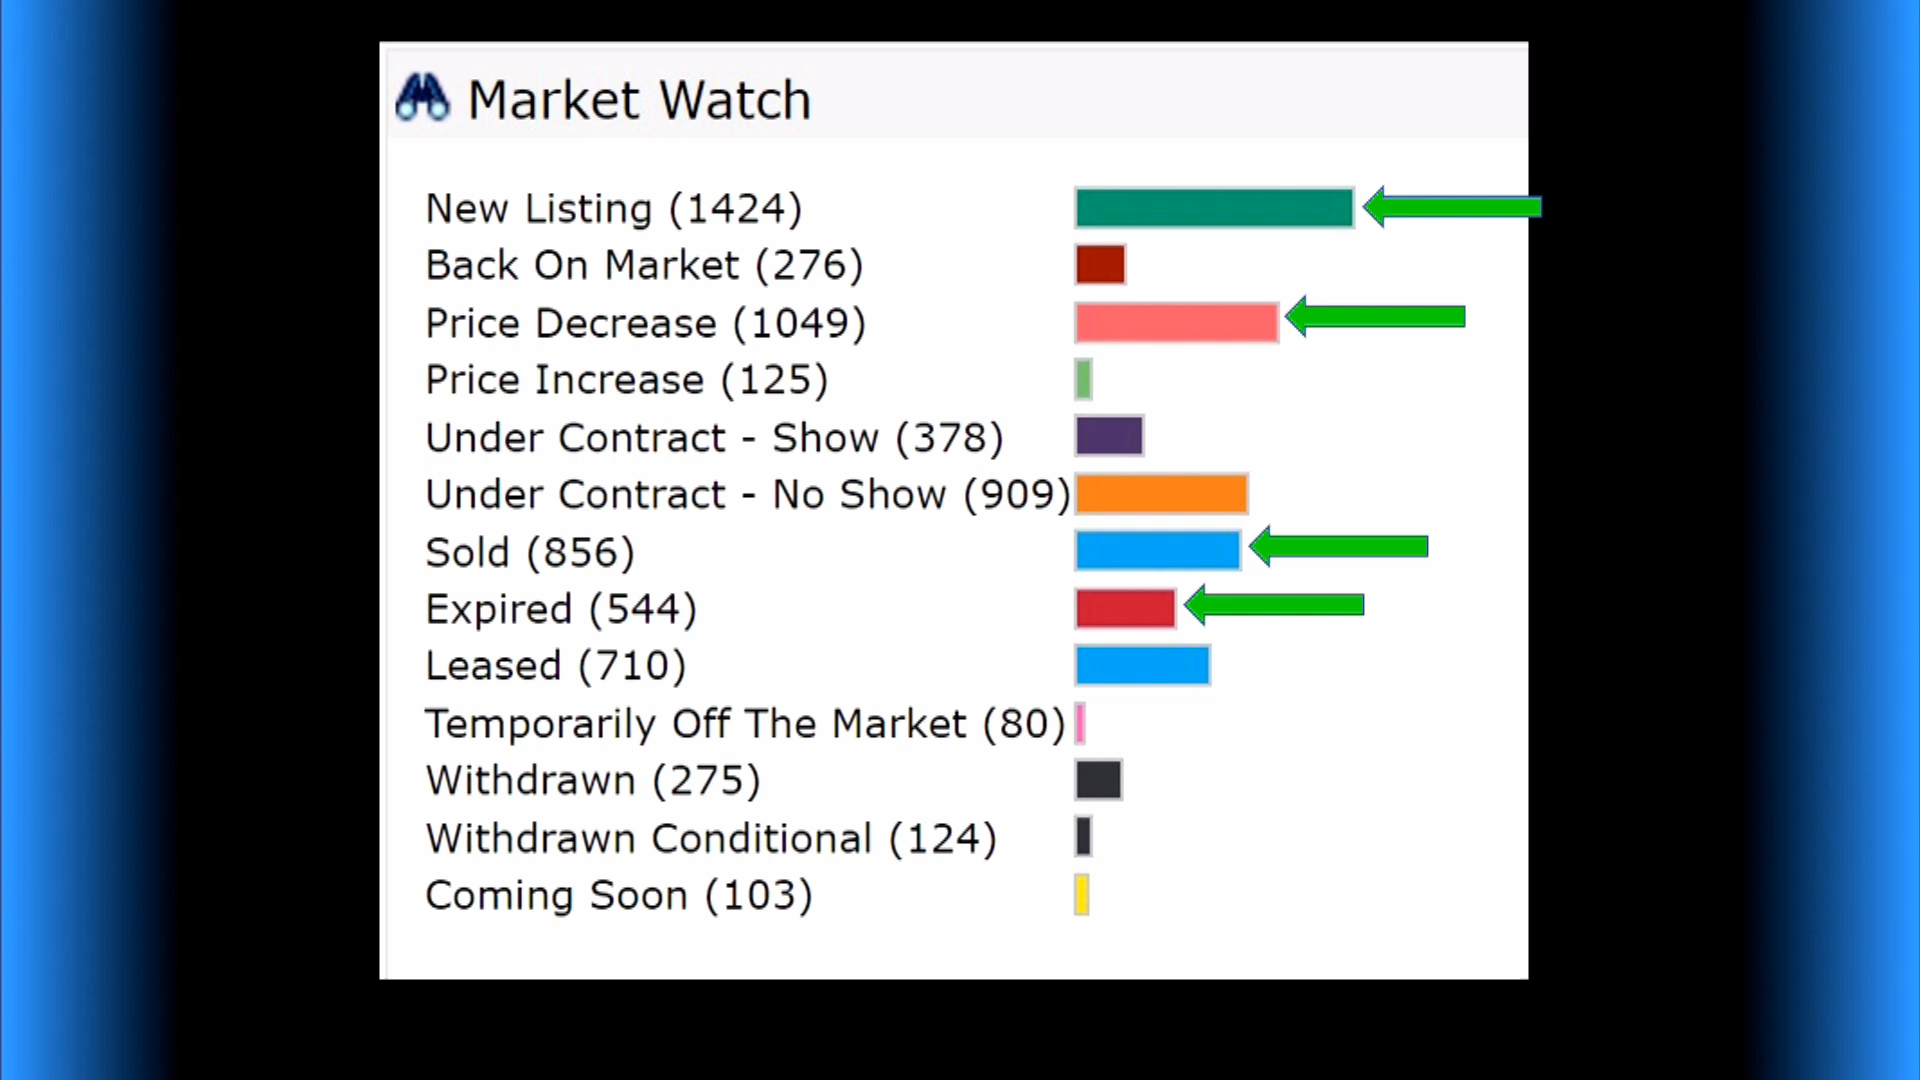 Market Watch
New Listing (1424)
Back On Market (276)
Price Decrease (1049)
Price Increase (125)
Under Contract - Show (378)
Under Contract - No Show (909)
Sold (856)
Expired (544)
Leased (710)
Temporarily Off The Market (80)
Withdrawn (275)
Withdrawn Conditional (124)
Coming Soon (103)